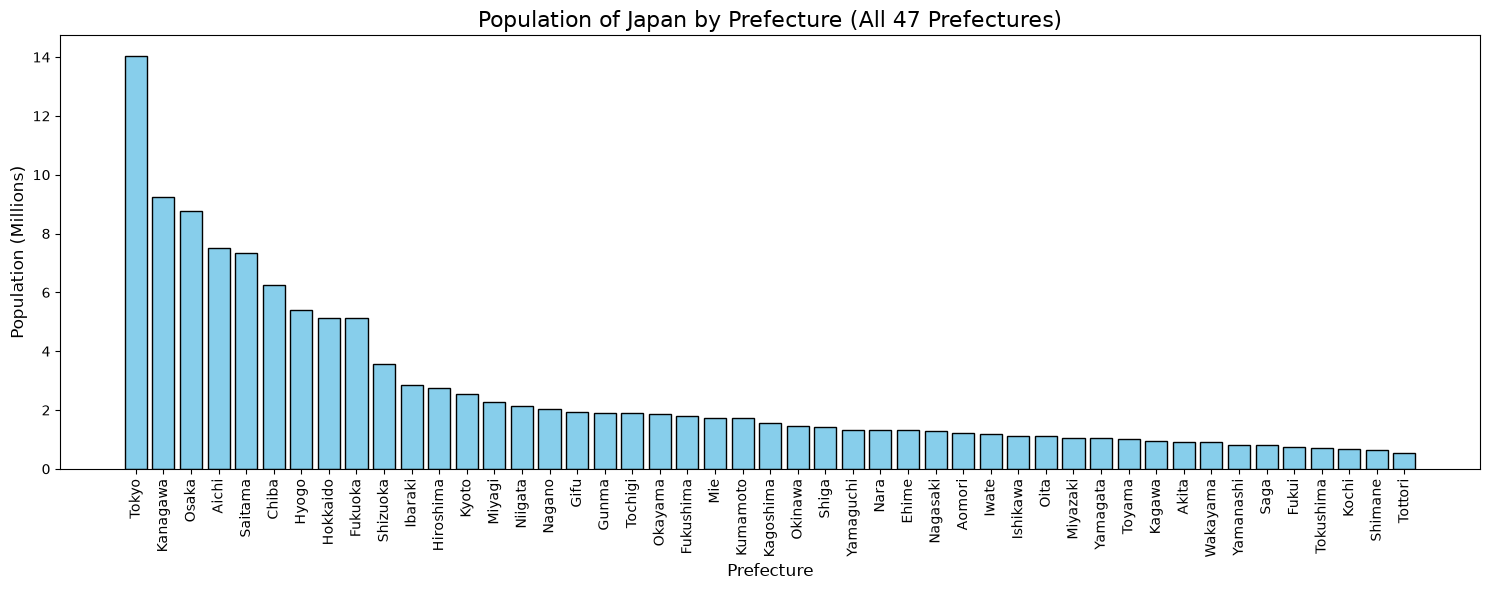 Population of Japan by Prefecture (All 47 Prefectures)
Population (Millions)
14
12
10
8
6
4
2
0
Tokyo
Kanagawa
Osaka
Aichi
Saitama
Chiba
Hyogo
Hokkaido
Fukuoka
Shizuoka
Ibaraki
Hiroshima
Kyoto
Miyagi
Niigata
Nagano
Gifu
Gunma
Tochigi
Okayama
Fukushima
Mie
Kumamoto
Kagoshima
Okinawa
Shiga
Yamaguchi
Nara
Ehime
Nagasaki
Aomori
Iwate
Ishikawa
Oita
Miyazaki
Yamagata
Toyama
Kagawa
Akita
Wakayama
Yamanashi
Saga
Fukui
Tokushima
Kochi
Shimane
Tottori
Prefecture